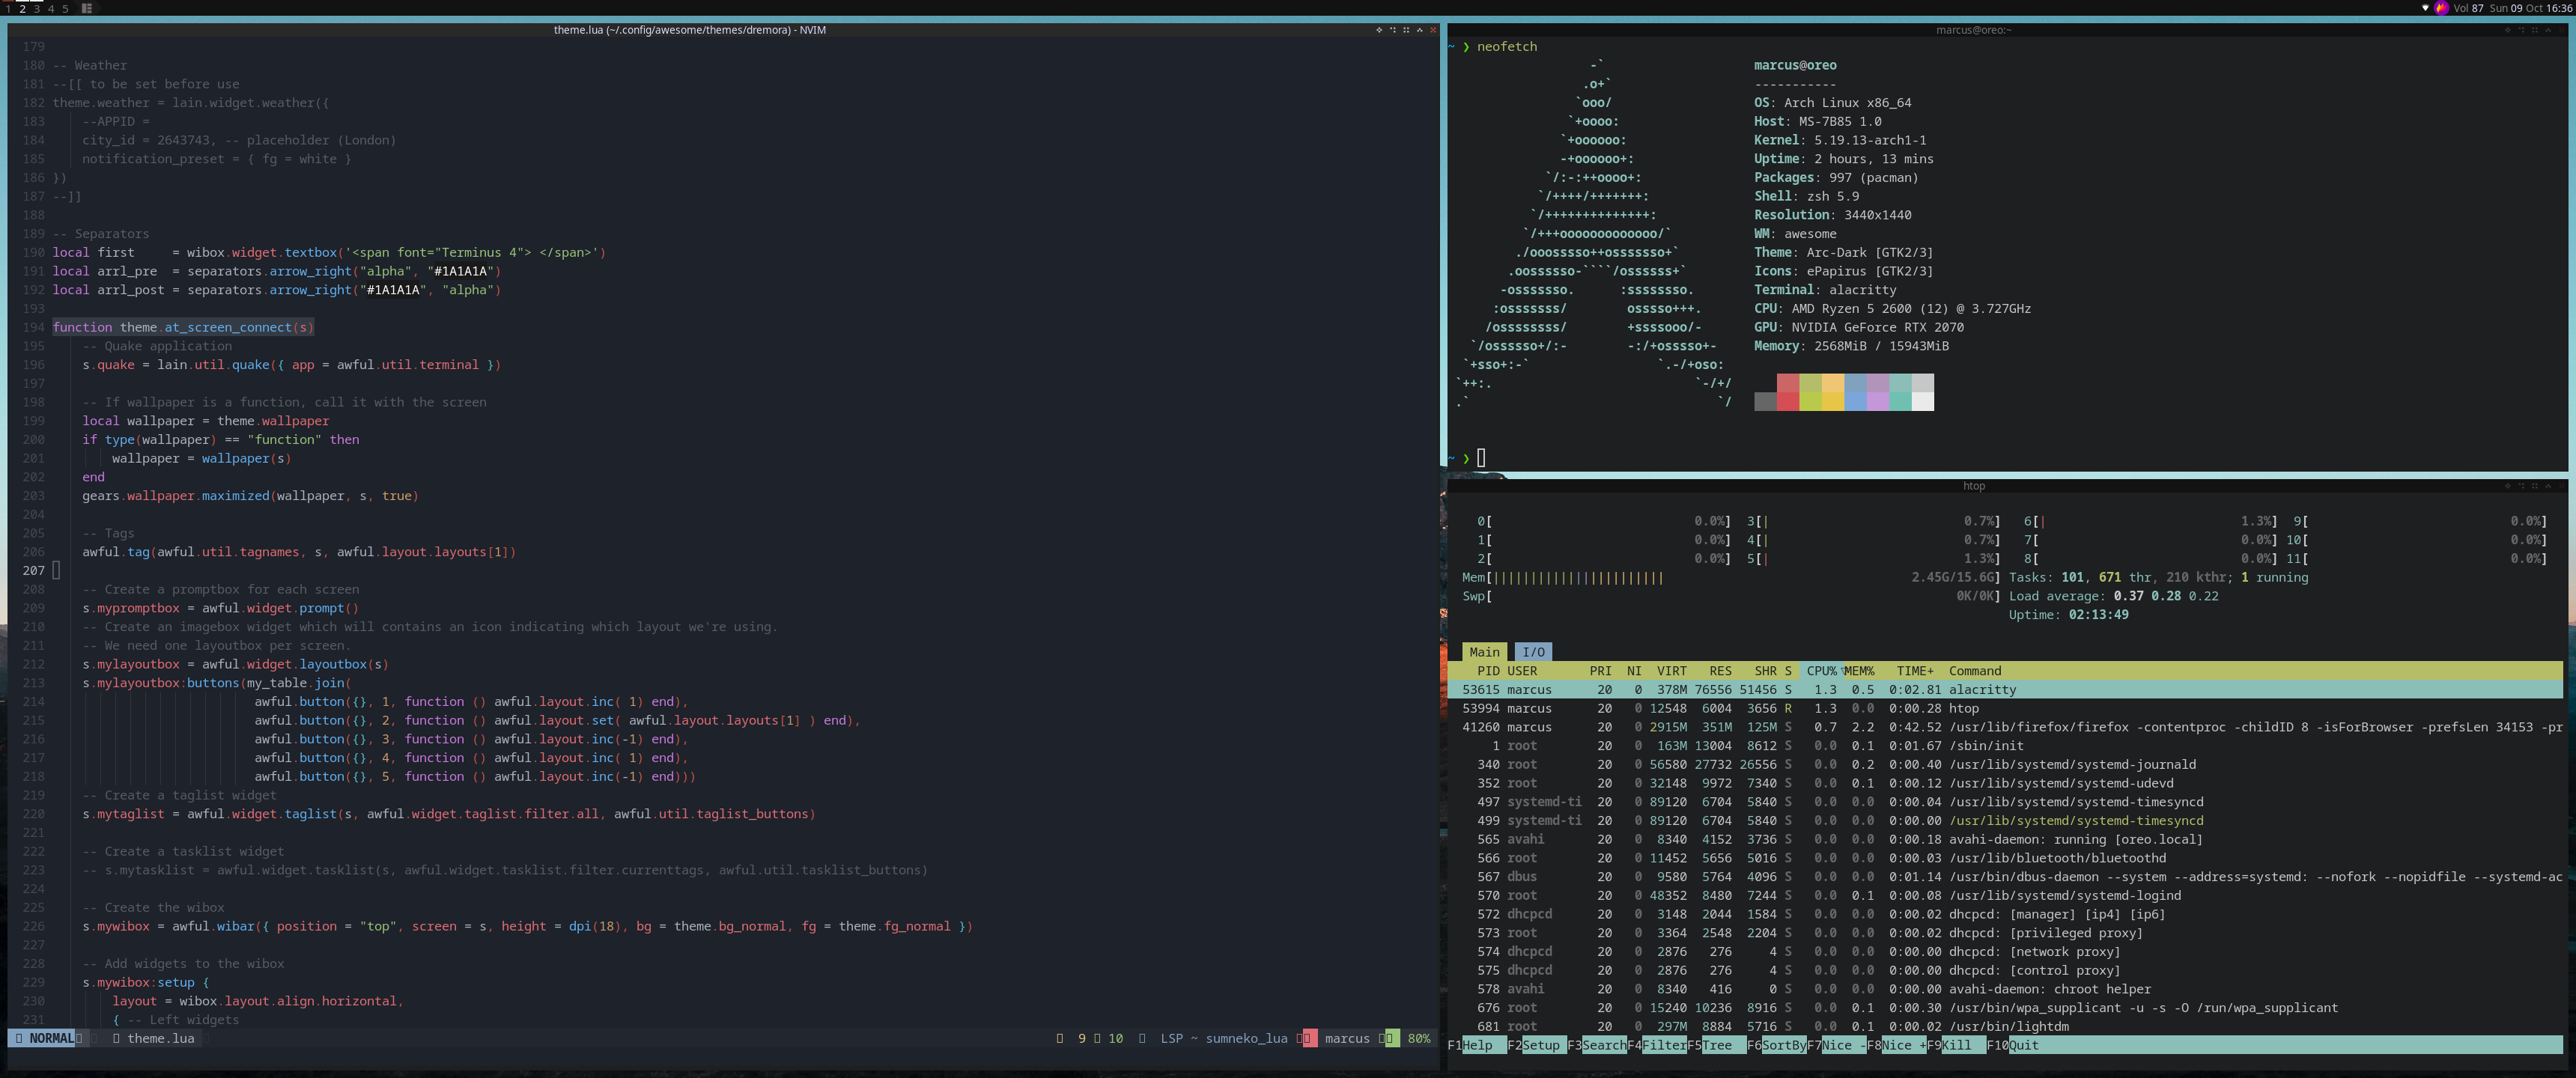 1 2 3 4 5
Vol 87 Sun 09 Oct 16:36
theme.lua (~/.config/awesome/themes/dremora) - NVIM
179
180 -- Weather
181 --[[ to be set before use
182 theme.weather = lain.widget.weather({
183     --APPID =
184     city_id = 2643743, -- placeholder (London)
185     notification_preset = { fg = white }
186 })
187 --]]
188
189 -- Separators
190 local first     = wibox.widget.textbox('<span font="Terminus 4"> </span>')
191 local arrl_pre  = separators.arrow_right("alpha", "#1A1A1A")
192 local arrl_post = separators.arrow_right("#1A1A1A", "alpha")
193
194 function theme.at_screen_connect(s)
195     -- Quake application
196     s.quake = lain.util.quake({ app = awful.util.terminal })
197
198     -- If wallpaper is a function, call it with the screen
199     local wallpaper = theme.wallpaper
200     if type(wallpaper) == "function" then
201         wallpaper = wallpaper(s)
202     end
203     gears.wallpaper.maximized(wallpaper, s, true)
204
205     -- Tags
206     awful.tag(awful.util.tagnames, s, awful.layout.layouts[1])
207
208     -- Create a promptbox for each screen
209     s.mypromptbox = awful.widget.prompt()
210     -- Create an imagebox widget which will contains an icon indicating which layout we're using.
211     -- We need one layoutbox per screen.
212     s.mylayoutbox = awful.widget.layoutbox(s)
213     s.mylayoutbox:buttons(my_table.join(
214                            awful.button({}, 1, function () awful.layout.inc( 1) end),
215                            awful.button({}, 2, function () awful.layout.set( awful.layout.layouts[1] ) end),
216                            awful.button({}, 3, function () awful.layout.inc(-1) end),
217                            awful.button({}, 4, function () awful.layout.inc( 1) end),
218                            awful.button({}, 5, function () awful.layout.inc(-1) end)))
219     -- Create a taglist widget
220     s.mytaglist = awful.widget.taglist(s, awful.widget.taglist.filter.all, awful.util.taglist_buttons)
221
222     -- Create a tasklist widget
223     -- s.mytasklist = awful.widget.tasklist(s, awful.widget.tasklist.filter.currenttags, awful.util.tasklist_buttons)
224
225     -- Create the wibox
226     s.mywibox = awful.wibar({ position = "top", screen = s, height = dpi(18), bg = theme.bg_normal, fg = theme.fg_normal })
227
228     -- Add widgets to the wibox
229     s.mywibox:setup {
230         layout = wibox.layout.align.horizontal,
231         { -- Left widgets
NORMAL theme.lua 9 10 LSP ~ sumneko_lua marcus 80%
marcus@oreo:~
~ ❯ neofetch
-`
.o+`
`ooo/
`+oooo:
`+oooooo:
-+oooooo+:
`/:-:++oooo+:
`/++++/+++++++:
`/++++++++++++++:
`/+++ooooooooooooo/`
./ooosssso++osssssso+`
.oossssso-````/ossssss+`
-osssssso.      :ssssssso.
:osssssss/        osssso+++.
/ossssssss/        +ssssooo/-
`/ossssso+/:-        -:/+osssso+-
`+sso+:-`                 `.-/+oso:
`++:.                           `-/+/
.`                                 `/
marcus@oreo
-----------
OS: Arch Linux x86_64
Host: MS-7B85 1.0
Kernel: 5.19.13-arch1-1
Uptime: 2 hours, 13 mins
Packages: 997 (pacman)
Shell: zsh 5.9
Resolution: 3440x1440
WM: awesome
Theme: Arc-Dark [GTK2/3]
Icons: ePapirus [GTK2/3]
Terminal: alacritty
CPU: AMD Ryzen 5 2600 (12) @ 3.727GHz
GPU: NVIDIA GeForce RTX 2070
Memory: 2568MiB / 15943MiB
~ ❯
htop
0[ 0.0%] 3[| 0.7%] 6[| 1.3%] 9[ 0.0%]
1[ 0.0%] 4[| 0.7%] 7[ 0.0%] 10[ 0.0%]
2[ 0.0%] 5[| 1.3%] 8[ 0.0%] 11[ 0.0%]
Mem[||||||||||||||||||||||| 2.45G/15.6G] Tasks: 101, 671 thr, 210 kthr; 1 running
Swp[ 0K/0K] Load average: 0.37 0.28 0.22
Uptime: 02:13:49
Main I/O
PID USER PRI NI VIRT RES SHR S CPU%▽MEM% TIME+ Command
53615 marcus 20 0 378M 76556 51456 S 1.3 0.5 0:02.81 alacritty
53994 marcus 20 0 12548 6004 3656 R 1.3 0.0 0:00.28 htop
41260 marcus 20 0 2915M 351M 125M S 0.7 2.2 0:42.52 /usr/lib/firefox/firefox -contentproc -childID 8 -isForBrowser -prefsLen 34153 -pr
1 root 20 0 163M 13004 8612 S 0.0 0.1 0:01.67 /sbin/init
340 root 20 0 56580 27732 26556 S 0.0 0.2 0:00.40 /usr/lib/systemd/systemd-journald
352 root 20 0 32148 9972 7340 S 0.0 0.1 0:00.12 /usr/lib/systemd/systemd-udevd
497 systemd-ti 20 0 89120 6704 5840 S 0.0 0.0 0:00.04 /usr/lib/systemd/systemd-timesyncd
499 systemd-ti 20 0 89120 6704 5840 S 0.0 0.0 0:00.00 /usr/lib/systemd/systemd-timesyncd
565 avahi 20 0 8340 4152 3736 S 0.0 0.0 0:00.18 avahi-daemon: running [oreo.local]
566 root 20 0 11452 5656 5016 S 0.0 0.0 0:00.03 /usr/lib/bluetooth/bluetoothd
567 dbus 20 0 9580 5764 4096 S 0.0 0.0 0:01.14 /usr/bin/dbus-daemon --system --address=systemd: --nofork --nopidfile --systemd-ac
570 root 20 0 48352 8480 7244 S 0.0 0.1 0:00.08 /usr/lib/systemd/systemd-logind
572 dhcpcd 20 0 3148 2044 1584 S 0.0 0.0 0:00.02 dhcpcd: [manager] [ip4] [ip6]
573 root 20 0 3364 2548 2204 S 0.0 0.0 0:00.02 dhcpcd: [privileged proxy]
574 dhcpcd 20 0 2876 276 4 S 0.0 0.0 0:00.00 dhcpcd: [network proxy]
575 dhcpcd 20 0 2876 276 4 S 0.0 0.0 0:00.00 dhcpcd: [control proxy]
578 avahi 20 0 8340 416 0 S 0.0 0.0 0:00.00 avahi-daemon: chroot helper
676 root 20 0 15240 10236 8916 S 0.0 0.1 0:00.30 /usr/bin/wpa_supplicant -u -s -O /run/wpa_supplicant
681 root 20 0 297M 8884 5716 S 0.0 0.1 0:00.02 /usr/bin/lightdm
F1Help F2Setup F3SearchF4FilterF5Tree F6SortByF7Nice -F8Nice +F9Kill F10Quit